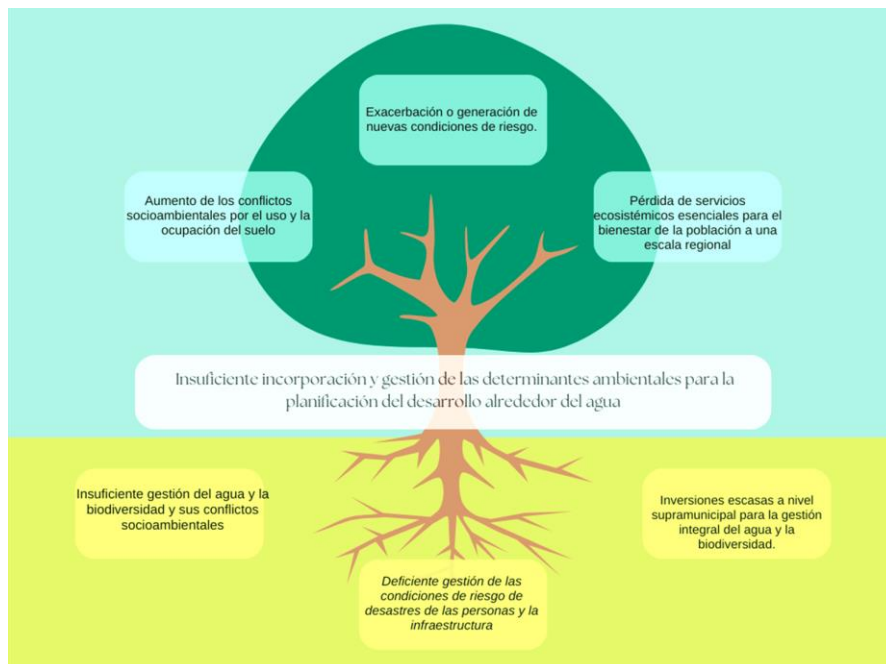 Exacerbación o generación de
nuevas condiciones de riesgo.
Aumento de los conflictos
socioambientales por el uso y la
ocupación del suelo
Pérdida de servicios
ecosistémicos esenciales para el
bienestar de la población a una
escala regional
Insuficiente incorporación y gestión de las determinantes ambientales para la
planificación del desarrollo alrededor del agua
Insuficiente gestión del agua y la
biodiversidad y sus conflictos
socioambientales
Inversiones escasas a nivel
supramunicipal para la gestión
integral del agua y la
biodiversidad.
Deficiente gestión de las
condiciones de riesgo de
desastres de las personas y la
infraestructura